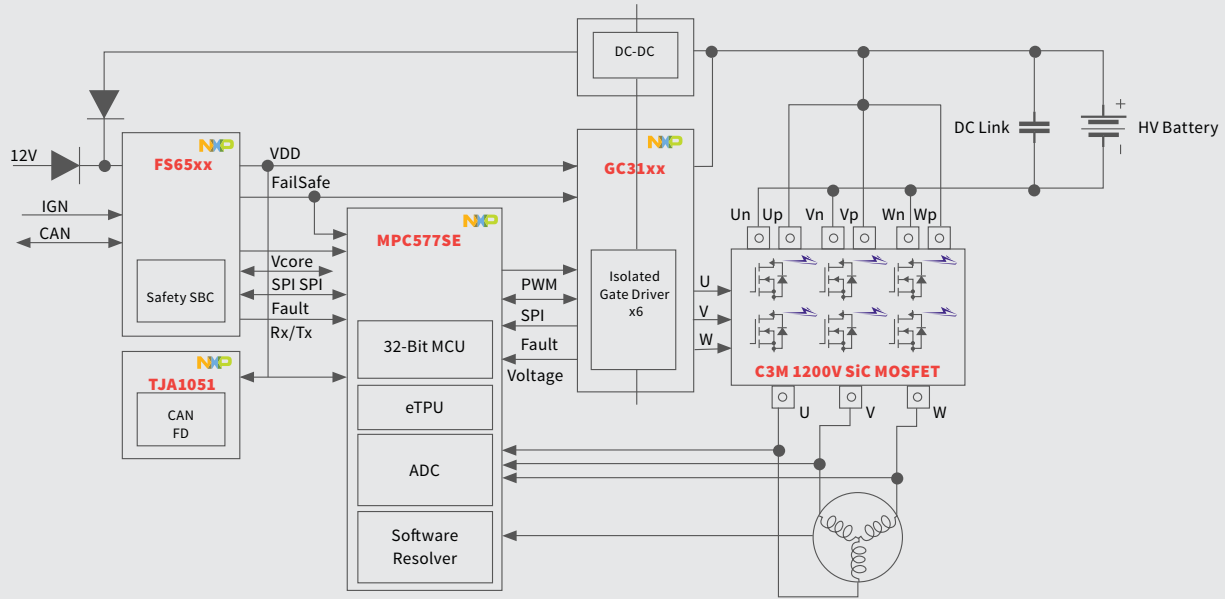 DC-DC
DC Link
+
HV Battery
–
12V
NXP
FS65xx
VDD
NXP
GC31xx
FailSafe
IGN
CAN
NXP
MPC577SE
Un Up
Vn Vp
Wn Wp
Vcore
SPI SPI
Fault
Rx/Tx
Safety SBC
PWM
SPI
Fault
Voltage
Isolated
Gate Driver
x6
U
V
W
32-Bit MCU
NXP
TJA1051
CAN
FD
C3M 1200V SiC MOSFET
U
V
W
eTPU
ADC
Software
Resolver